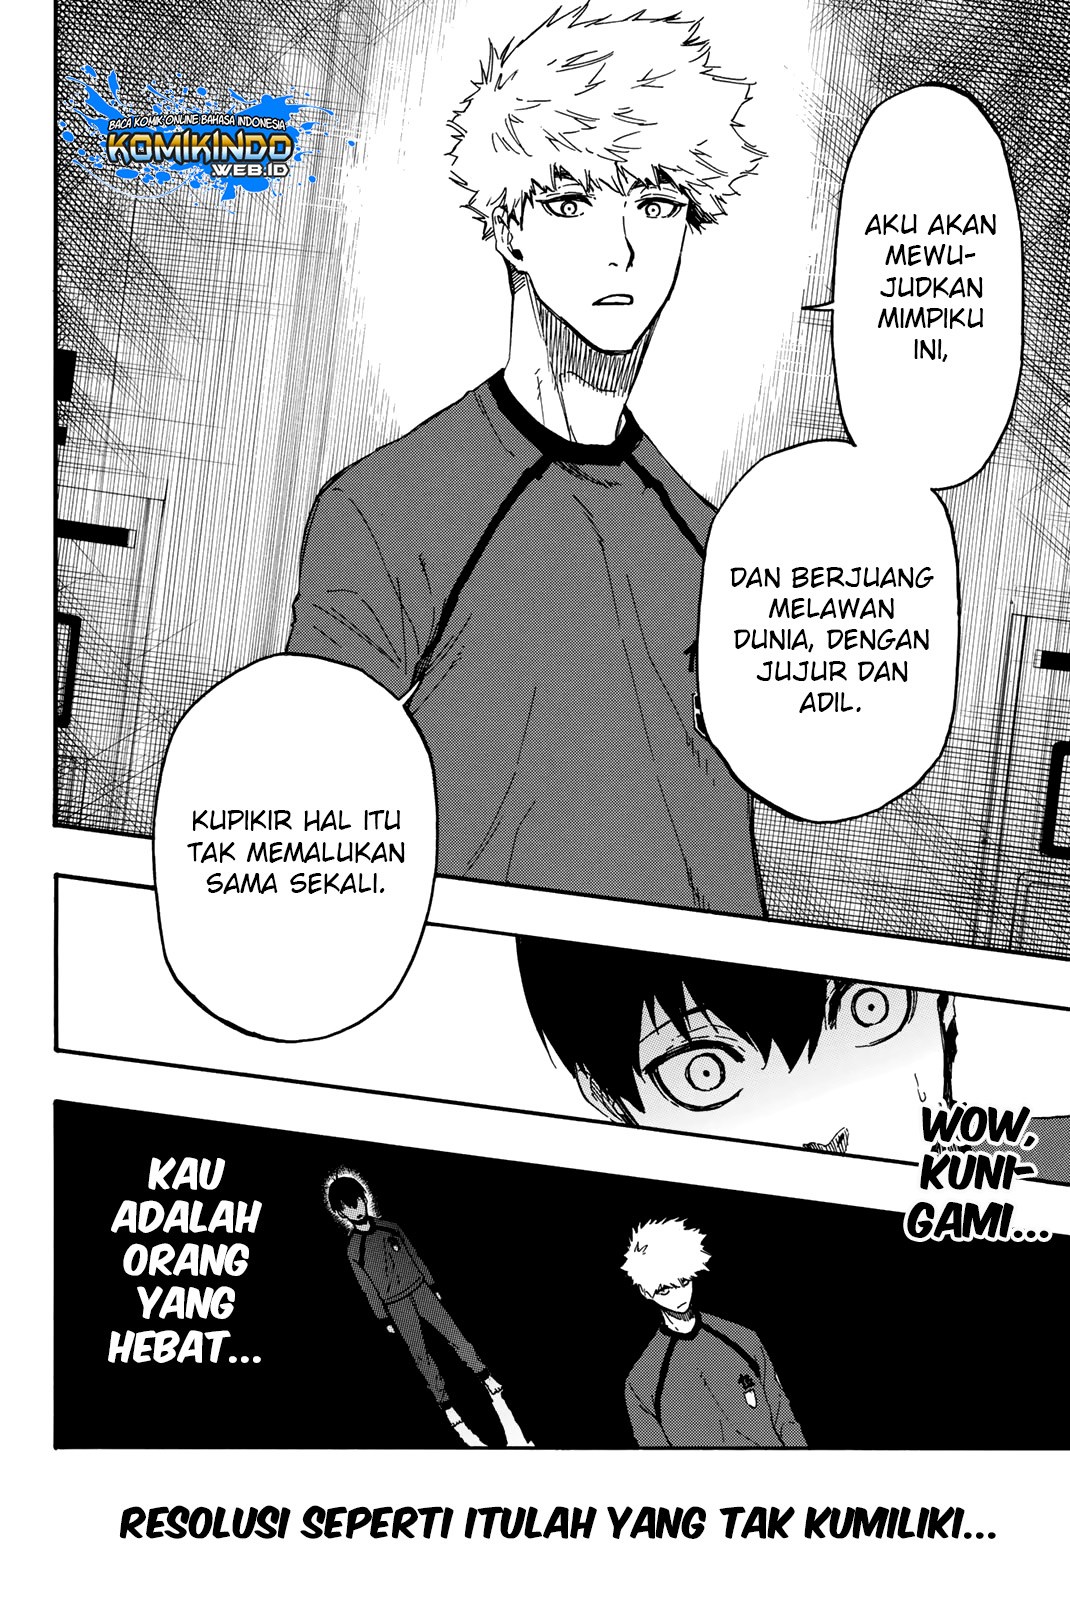 BACA KOMIK ONLINE BAHASA INDONESIA
KOMIKINDO
WEB.ID
AKU AKAN
MEWU-
JUDKAN
MIMPIKU
INI,
DAN BERJUANG
MELAWAN
DUNIA, DENGAN
JUJUR DAN
ADIL.
KUPIKIR HAL ITU
TAK MEMALUKAN
SAMA SEKALI.
WOW,
KUNI-
GAMI...
KAU
ADALAH
ORANG
YANG
HEBAT...
RESOLUSI SEPERTI ITULAH YANG TAK KUMILIKI...